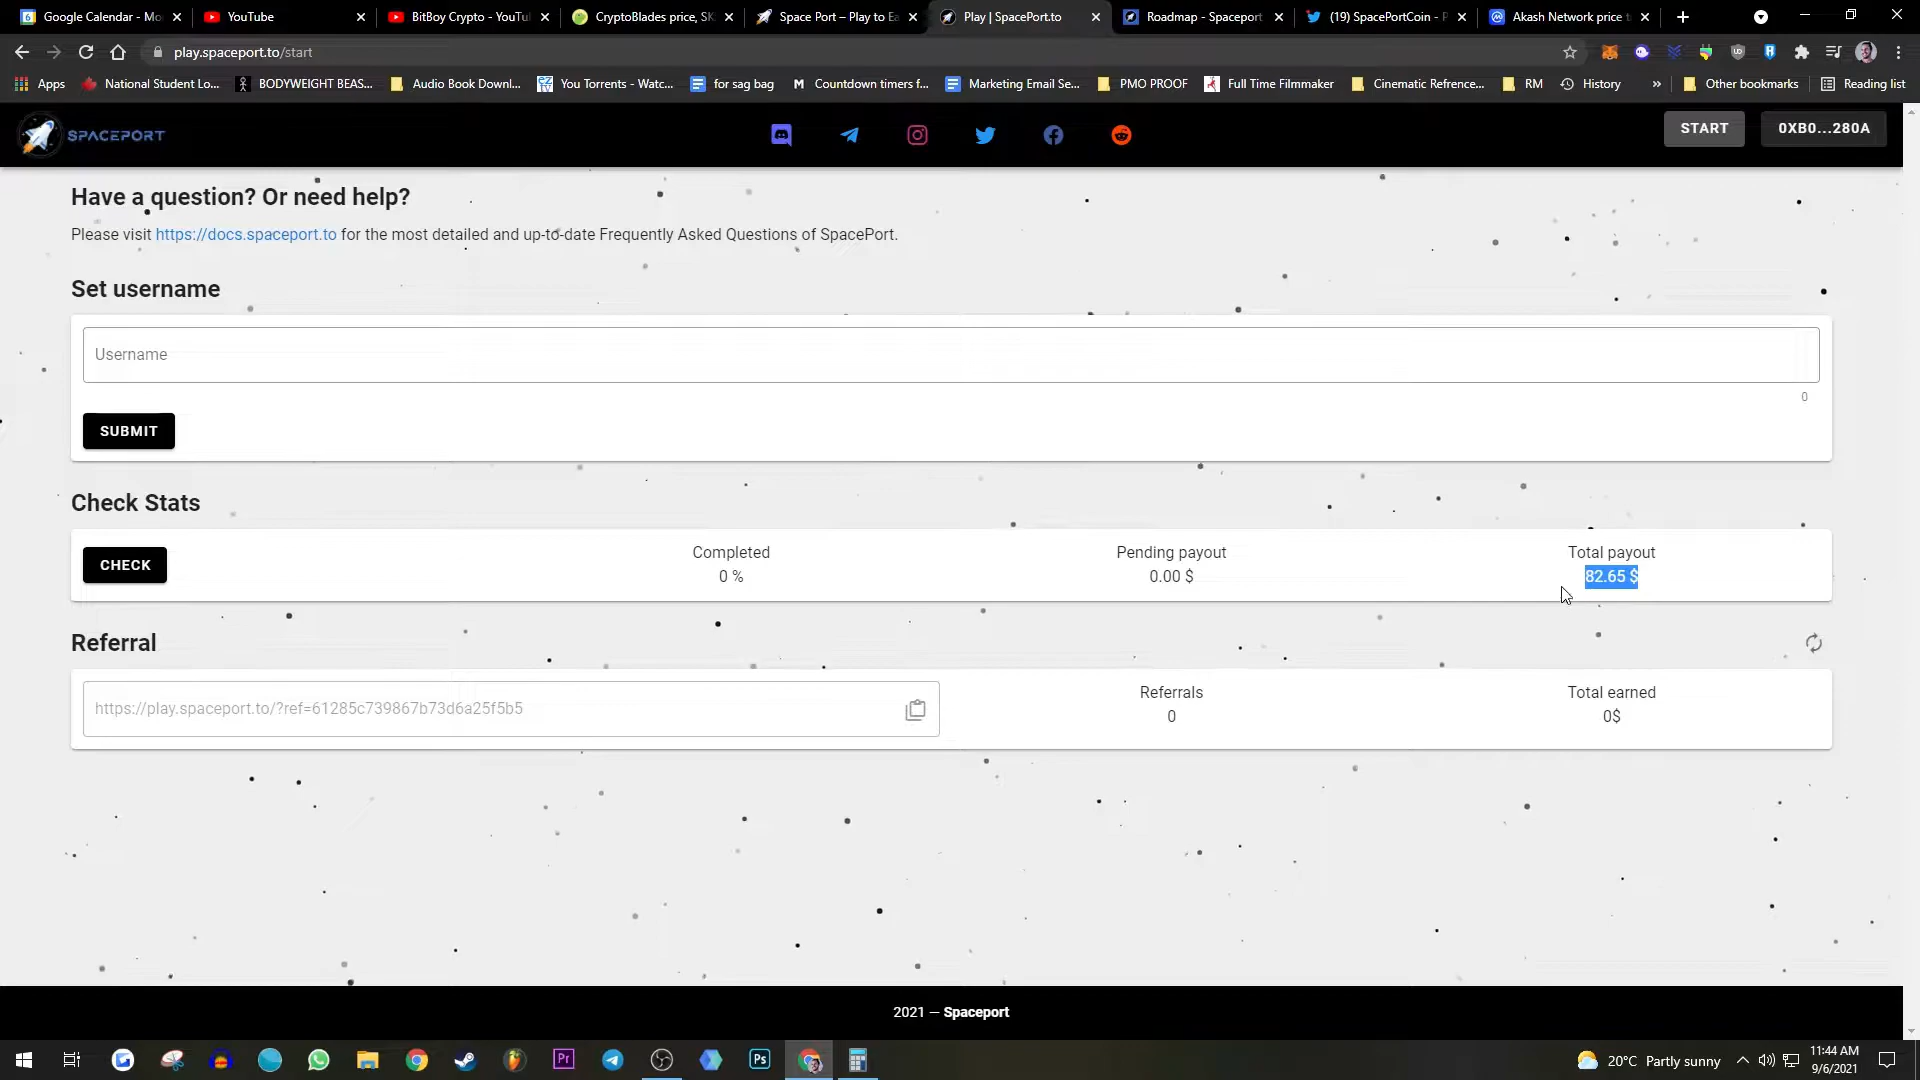 Google Calendar - Mo
YouTube
BitBoy Crypto - YouTu
CryptoBlades price, SK
Space Port – Play to Ea
Play | SpacePort.to
Roadmap - Spaceport
(19) SpacePortCoin - P
Akash Network price t
play.spaceport.to/start
Apps
National Student Lo...
BODYWEIGHT BEAS...
Audio Book Downl...
You Torrents - Watc...
for sag bag
Countdown timers f...
Marketing Email Se...
PMO PROOF
Full Time Filmmaker
Cinematic Refrence...
RM
History
»
Other bookmarks
Reading list
SPACEPORT
START
0XB0...280A
Have a question? Or need help?
Please visit https://docs.spaceport.to for the most detailed and up-to-date Frequently Asked Questions of SpacePort.
Set username
Username
0
SUBMIT
Check Stats
CHECK
Completed
0 %
Pending payout
0.00 $
Total payout
82.65 $
Referral
https://play.spaceport.to/?ref=61285c739867b73d6a25f5b5
Referrals
0
Total earned
0$
2021 — Spaceport
Pr
Ps
20°C Partly sunny
11:44 AM
9/6/2021